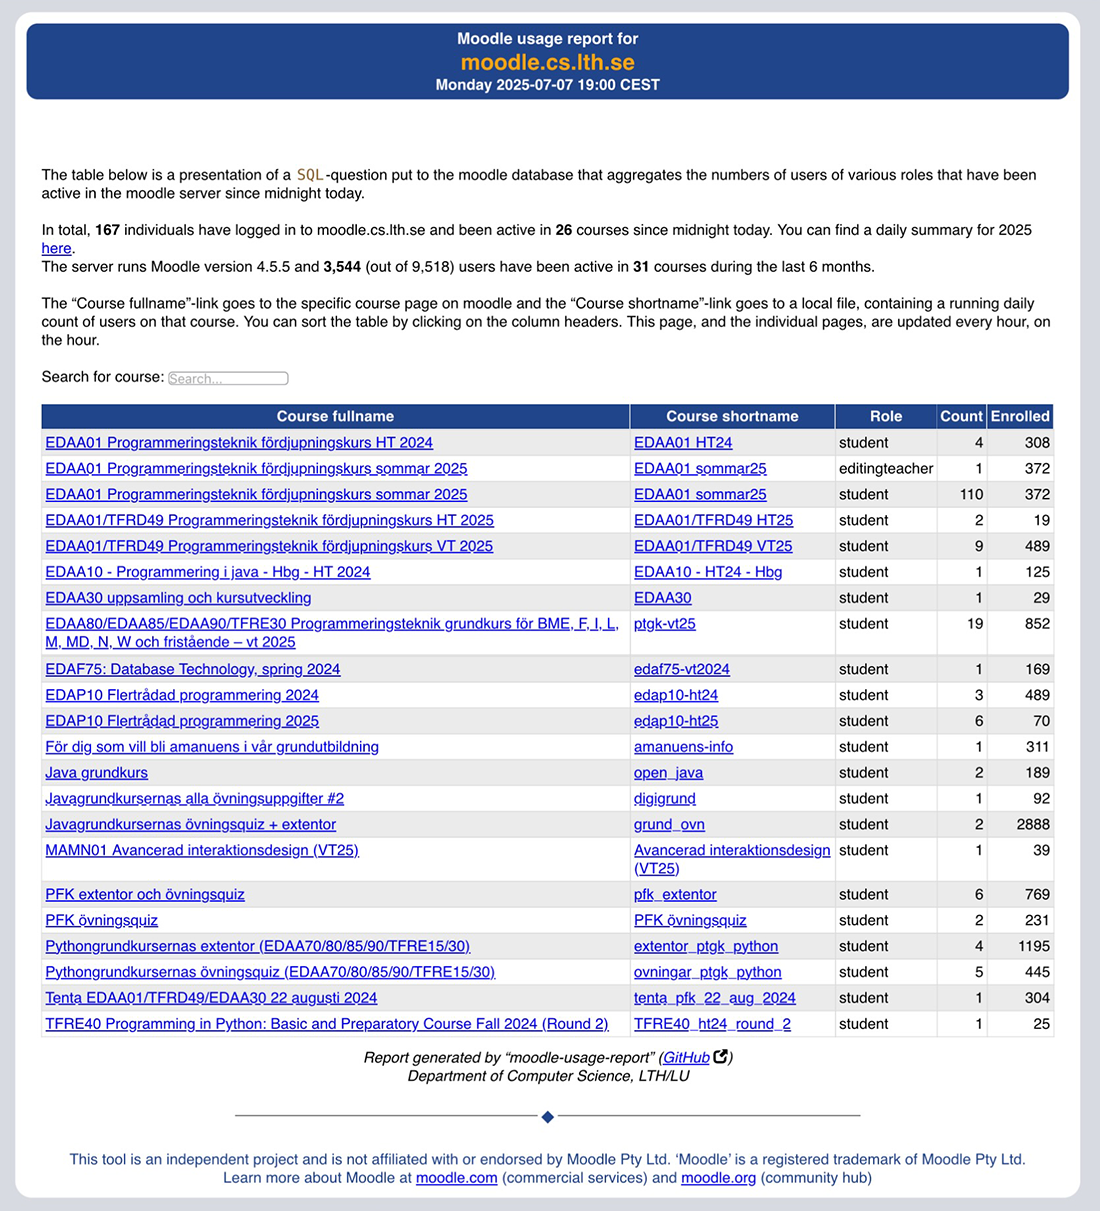 Moodle usage report for
moodle.cs.lth.se
Monday 2025-07-07 19:00 CEST
The table below is a presentation of a SQL-question put to the moodle database that aggregates the numbers of users of various roles that have been
active in the moodle server since midnight today.
In total, 167 individuals have logged in to moodle.cs.lth.se and been active in 26 courses since midnight today. You can find a daily summary for 2025
here.
The server runs Moodle version 4.5.5 and 3,544 (out of 9,518) users have been active in 31 courses during the last 6 months.
The “Course fullname”-link goes to the specific course page on moodle and the “Course shortname”-link goes to a local file, containing a running daily
count of users on that course. You can sort the table by clicking on the column headers. This page, and the individual pages, are updated every hour, on
the hour.
Search for course: Search...
Course fullname Course shortname Role Count Enrolled
EDAA01 Programmeringsteknik fördjupningskurs HT 2024 EDAA01 HT24 student 4 308
EDAA01 Programmeringsteknik fördjupningskurs sommar 2025 EDAA01 sommar25 editingteacher 1 372
EDAA01 Programmeringsteknik fördjupningskurs sommar 2025 EDAA01 sommar25 student 110 372
EDAA01/TFRD49 Programmeringsteknik fördjupningskurs HT 2025 EDAA01/TFRD49 HT25 student 2 19
EDAA01/TFRD49 Programmeringsteknik fördjupningskurs VT 2025 EDAA01/TFRD49 VT25 student 9 489
EDAA10 - Programmering i java - Hbg - HT 2024 EDAA10 - HT24 - Hbg student 1 125
EDAA30 uppsamling och kursutveckling EDAA30 student 1 29
EDAA80/EDAA85/EDAA90/TFRE30 Programmeringsteknik grundkurs för BME, F, I, L, ptgk-vt25 student 19 852
M, MD, N, W och fristående – vt 2025
EDAF75: Database Technology, spring 2024 edaf75-vt2024 student 1 169
EDAP10 Flertrådad programmering 2024 edap10-ht24 student 3 489
EDAP10 Flertrådad programmering 2025 edap10-ht25 student 6 70
För dig som vill bli amanuens i vår grundutbildning amanuens-info student 1 311
Java grundkurs open_java student 2 189
Javagrundkursernas alla övningsuppgifter #2 digigrund student 1 92
Javagrundkursernas övningsquiz + extentor grund_ovn student 2 2888
MAMN01 Avancerad interaktionsdesign (VT25) Avancerad interaktionsdesign student 1 39
(VT25)
PFK extentor och övningsquiz pfk_extentor student 6 769
PFK övningsquiz PFK övningsquiz student 2 231
Pythongrundkursernas extentor (EDAA70/80/85/90/TFRE15/30) extentor_ptgk_python student 4 1195
Pythongrundkursernas övningsquiz (EDAA70/80/85/90/TFRE15/30) ovningar_ptgk_python student 5 445
Tenta EDAA01/TFRD49/EDAA30 22 augusti 2024 tenta_pfk_22_aug_2024 student 1 304
TFRE40 Programming in Python: Basic and Preparatory Course Fall 2024 (Round 2) TFRE40_ht24_round_2 student 1 25
Report generated by “moodle-usage-report” (GitHub)
Department of Computer Science, LTH/LU
This tool is an independent project and is not affiliated with or endorsed by Moodle Pty Ltd. ‘Moodle’ is a registered trademark of Moodle Pty Ltd.
Learn more about Moodle at moodle.com (commercial services) and moodle.org (community hub)